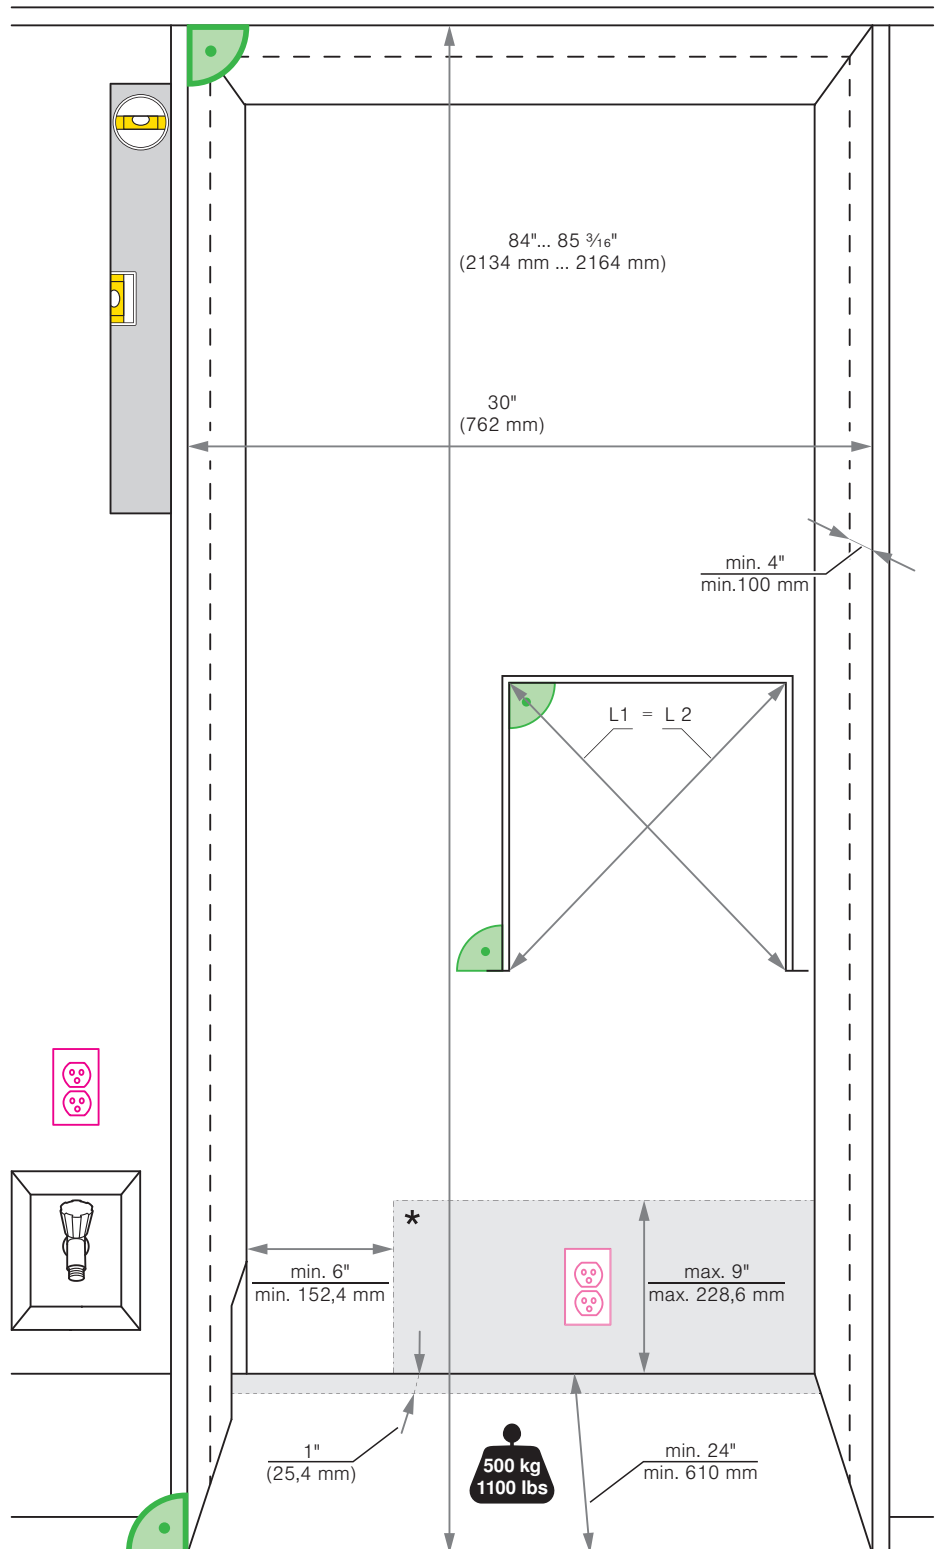 84"... 85 ³⁄₁₆"
(2134 mm ... 2164 mm)
30"
(762 mm)
min. 4"
min.100 mm
L1 = L 2
*
min. 6"
min. 152,4 mm
max. 9"
max. 228,6 mm
1"
(25,4 mm)
500 kg
1100 lbs
min. 24"
min. 610 mm